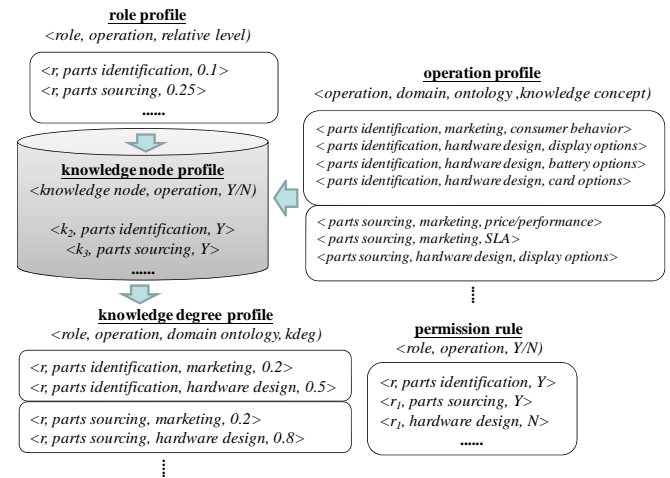 role profile
<role, operation, relative level>
<r, parts identification, 0.1>
<r, parts sourcing, 0.25>
......
operation profile
<operation, domain, ontology ,knowledge concept>
< parts identification, marketing, consumer behavior>
< parts identification, hardware design, display options>
< parts identification, hardware design, battery options>
< parts identification, hardware design, card options>
< parts sourcing, marketing, price/performance>
< parts sourcing, marketing, SLA>
<parts sourcing, hardware design, display options>
knowledge node profile
<knowledge node, operation, Y/N>
<k2, parts identification, Y>
<k3, parts sourcing, Y>
......
knowledge degree profile
<role, operation, domain ontology, kdeg)
<r, parts identification, marketing, 0.2>
<r, parts identification, hardware design, 0.5>
<r, parts sourcing, marketing, 0.2>
<r, parts sourcing, hardware design, 0.8>
permission rule
<role, operation, Y/N)
<r, parts identification, Y>
<r1, parts sourcing, Y>
<r1, hardware design, N>
......